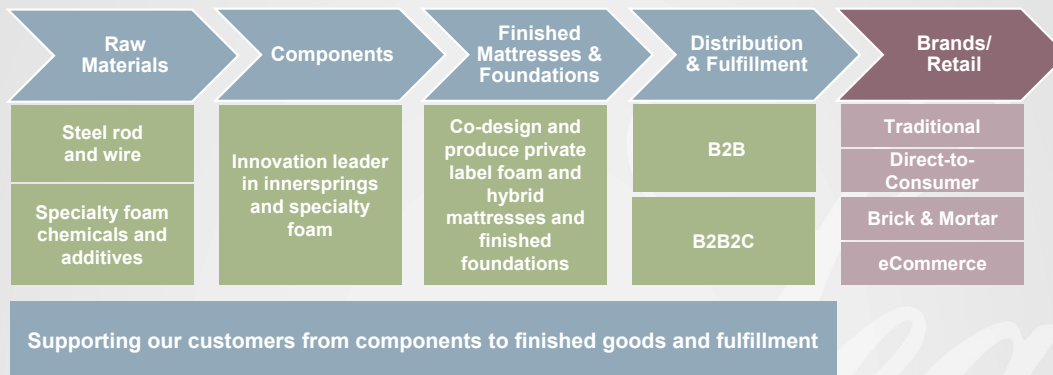 Raw
Materials
Components
Finished
Mattresses &
Foundations
Distribution
& Fulfillment
Brands/
Retail
Steel rod
and wire
Specialty foam
chemicals and
additives
Innovation leader
in innersprings
and specialty
foam
Co-design and
produce private
label foam and
hybrid
mattresses and
finished
foundations
B2B
B2B2C
Traditional
Direct-to-
Consumer
Brick & Mortar
eCommerce
Supporting our customers from components to finished goods and fulfillment